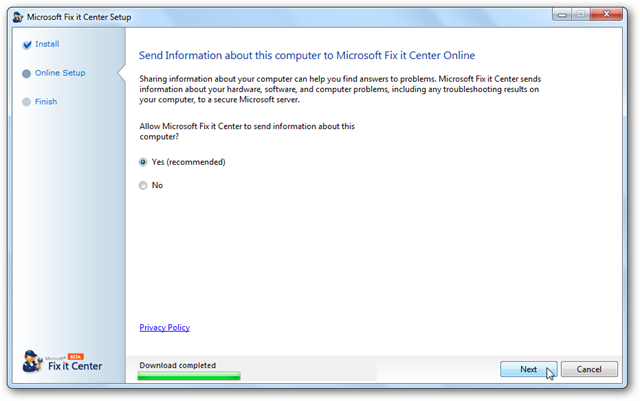 Microsoft Fix it Center Setup
Install
Online Setup
Finish
Send Information about this computer to Microsoft Fix it Center Online
Sharing information about your computer can help you find answers to problems. Microsoft Fix it Center sends
information about your hardware, software, and computer problems, including any troubleshooting results on
your computer, to a secure Microsoft server.
Allow Microsoft Fix it Center to send information about this
computer?
Yes (recommended)
No
Privacy Policy
Microsoft BETA
Fix it Center
Download completed
Next
Cancel